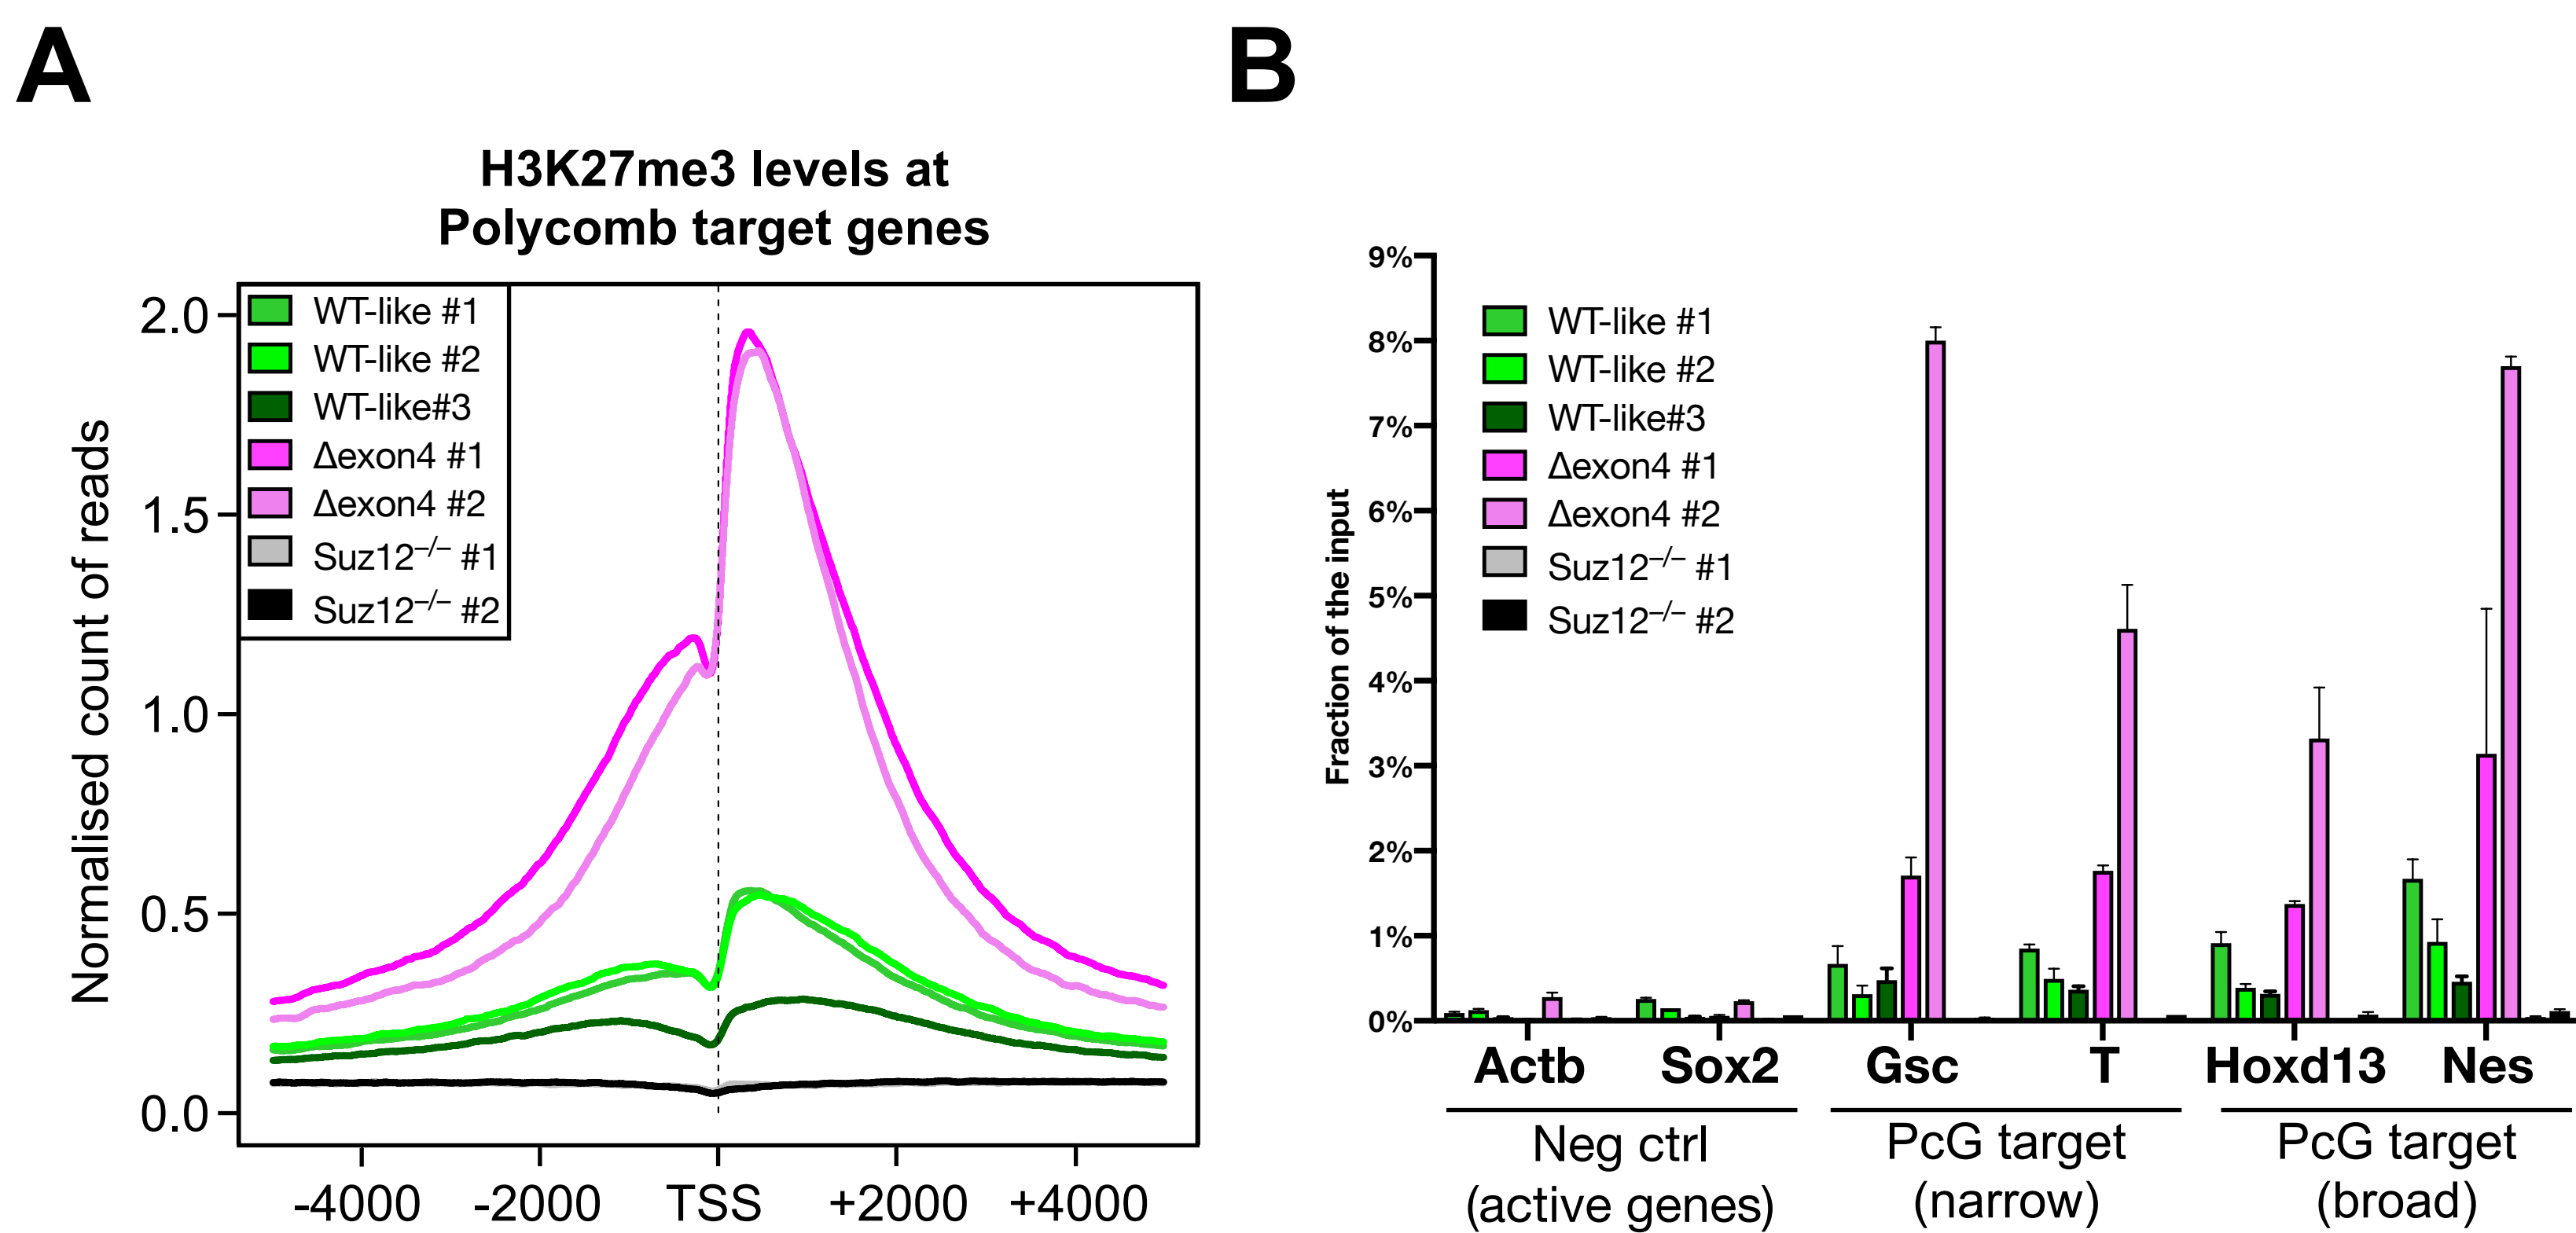 A
H3K27me3 levels at
Polycomb target genes
Normalised count of reads
2.0
1.5
1.0
0.5
0.0
WT-like #1
WT-like #2
WT-like#3
Δexon4 #1
Δexon4 #2
Suz12–/– #1
Suz12–/– #2
-4000
-2000
TSS
+2000
+4000
B
Fraction of the input
9%
8%
7%
6%
5%
4%
3%
2%
1%
0%
WT-like #1
WT-like #2
WT-like#3
Δexon4 #1
Δexon4 #2
Suz12–/– #1
Suz12–/– #2
Actb
Sox2
Gsc
T
Hoxd13
Nes
Neg ctrl
(active genes)
PcG target
(narrow)
PcG target
(broad)